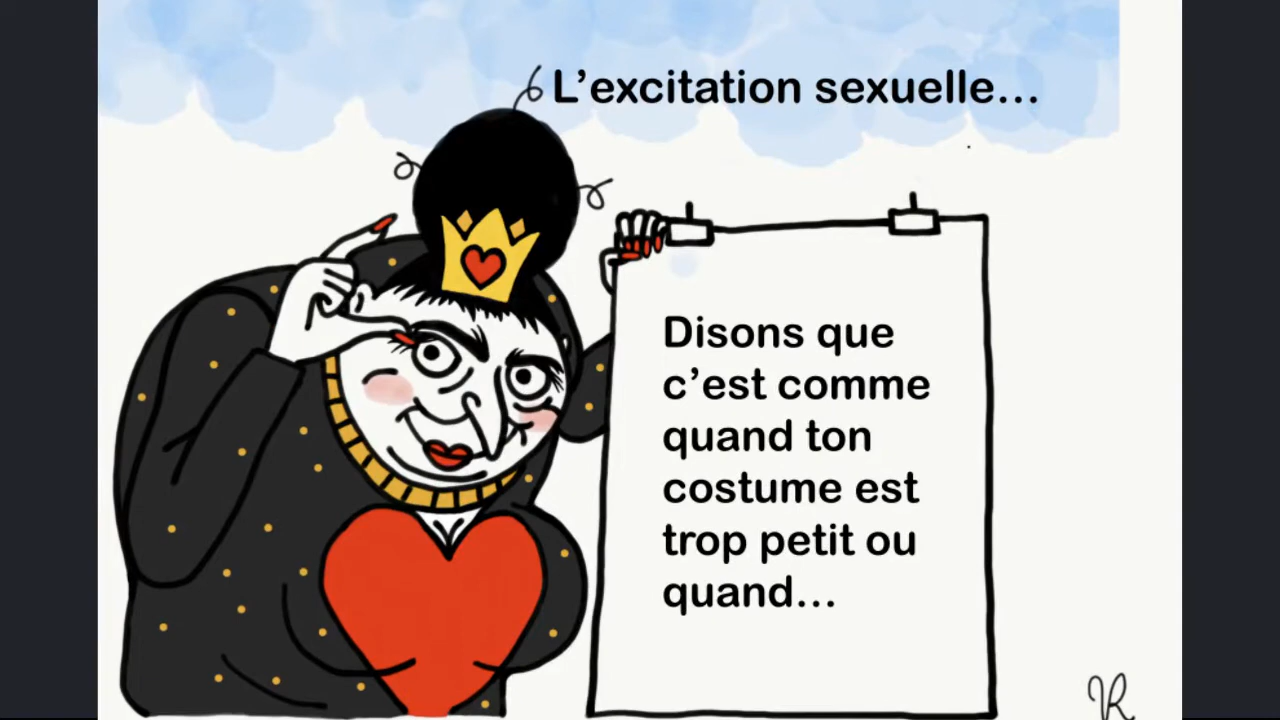 L’excitation sexuelle...
Disons que
c’est comme
quand ton
costume est
trop petit ou
quand...